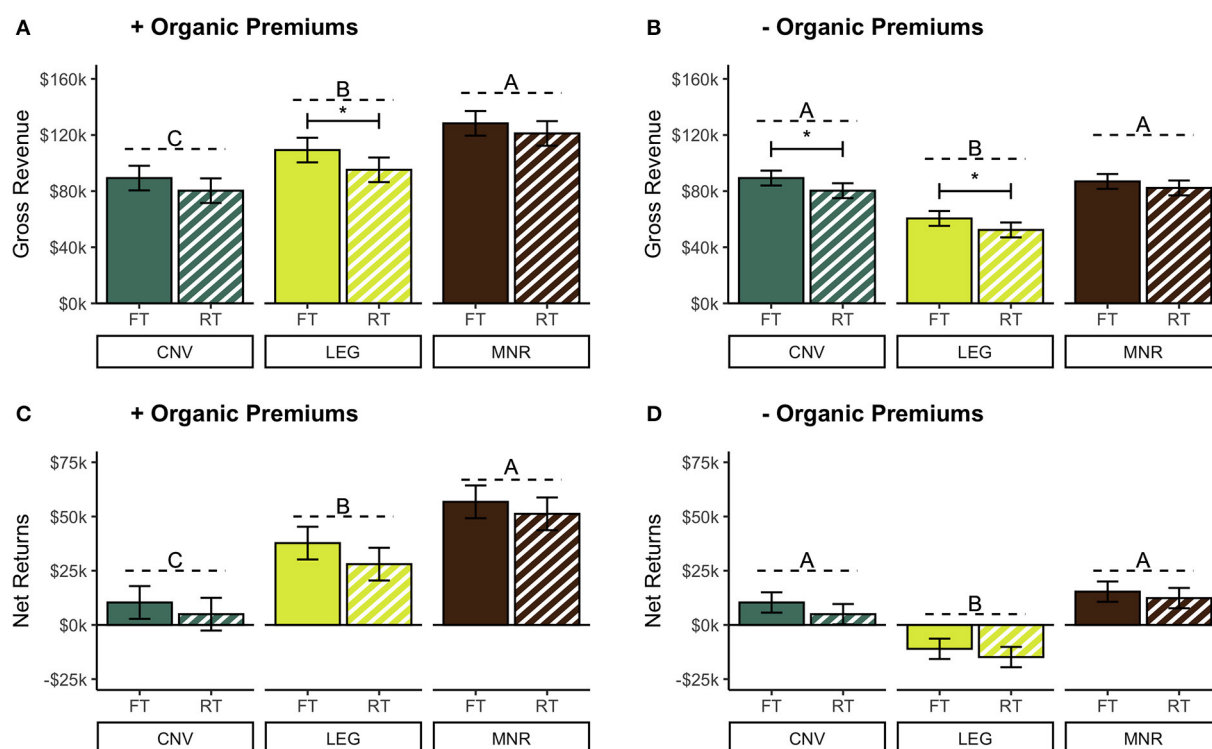 A + Organic Premiums
$160k
$120k
$80k
$40k
$0k
Gross Revenue
C
B
*
A
FT RT FT RT FT RT
CNV LEG MNR
B - Organic Premiums
$160k
$120k
$80k
$40k
$0k
Gross Revenue
A
*
B
*
A
FT RT FT RT FT RT
CNV LEG MNR
C + Organic Premiums
$75k
$50k
$25k
$0k
-$25k
Net Returns
C
B
A
FT RT FT RT FT RT
CNV LEG MNR
D - Organic Premiums
$75k
$50k
$25k
$0k
-$25k
Net Returns
A
B
A
FT RT FT RT FT RT
CNV LEG MNR